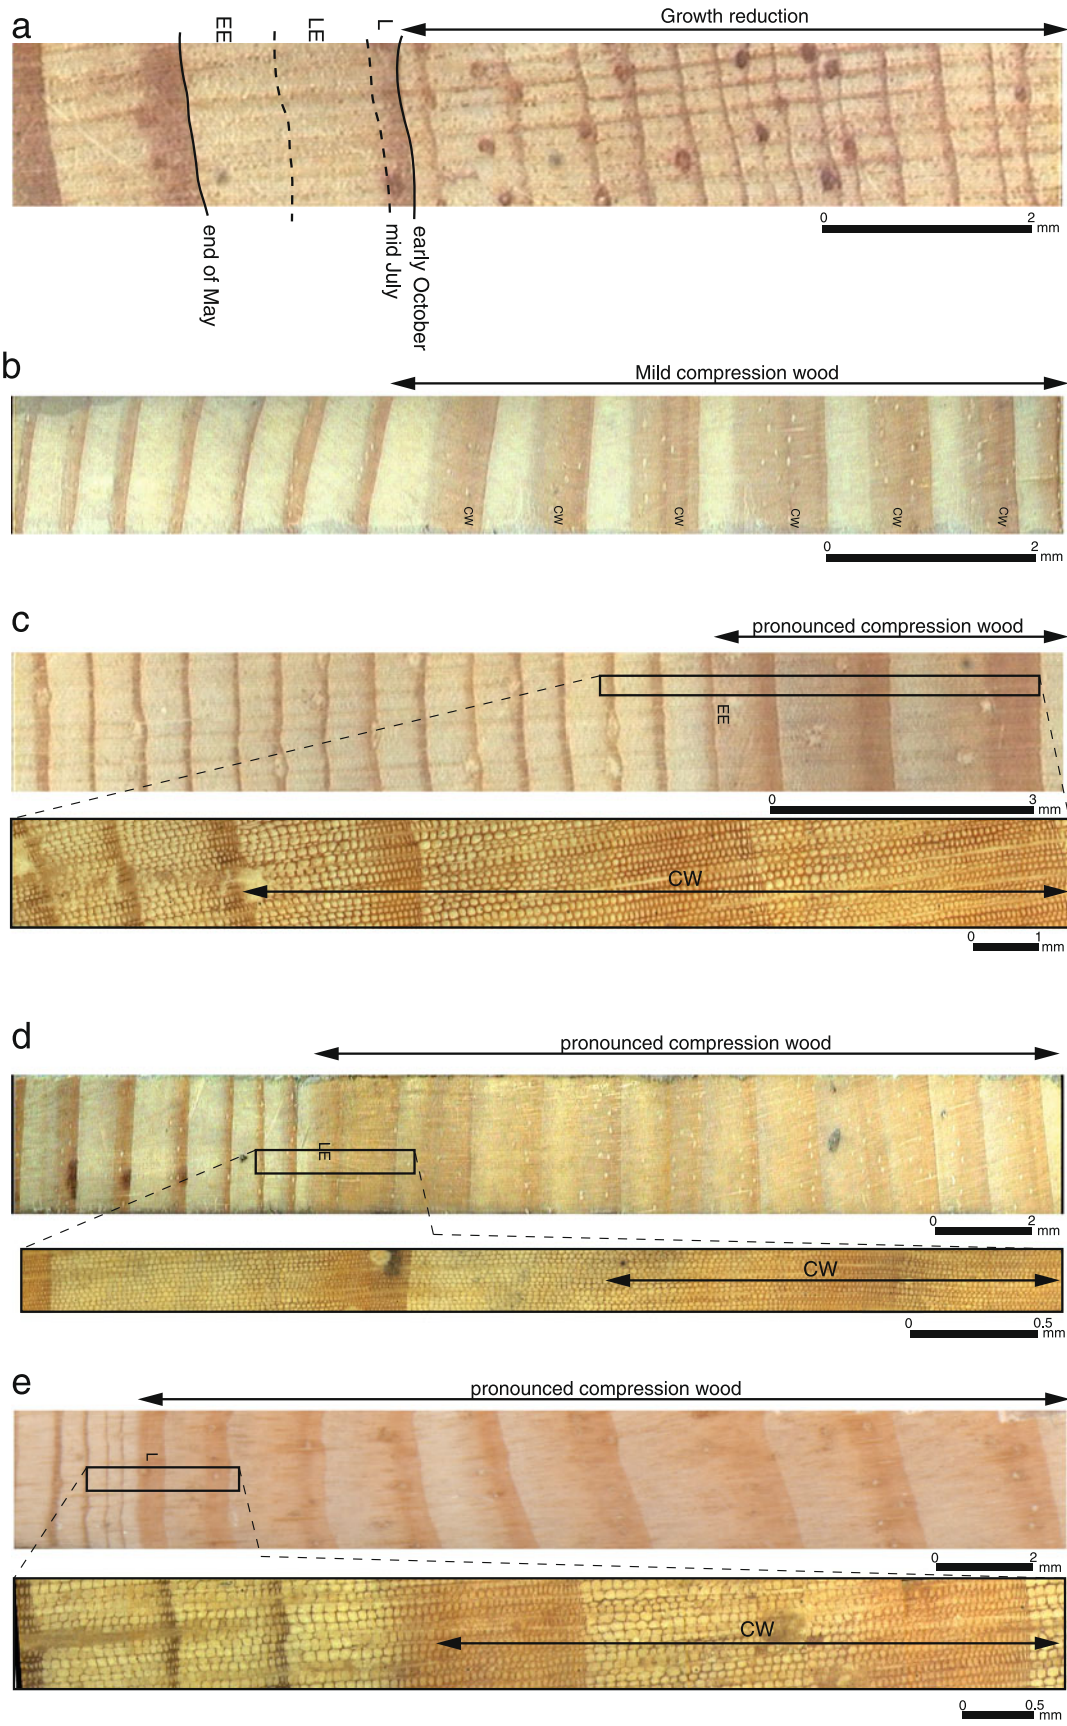 a
EE
LE
L
Growth reduction
end of May
mid July
early October
0 2
mm
b
Mild compression wood
CW CW CW CW CW CW
0 2
mm
c
pronounced compression wood
EE
0 3
mm
CW
0 1
mm
d
pronounced compression wood
LE
0 2
mm
CW
0 0.5
mm
e
pronounced compression wood
L
0 2
mm
CW
0 0.5
mm